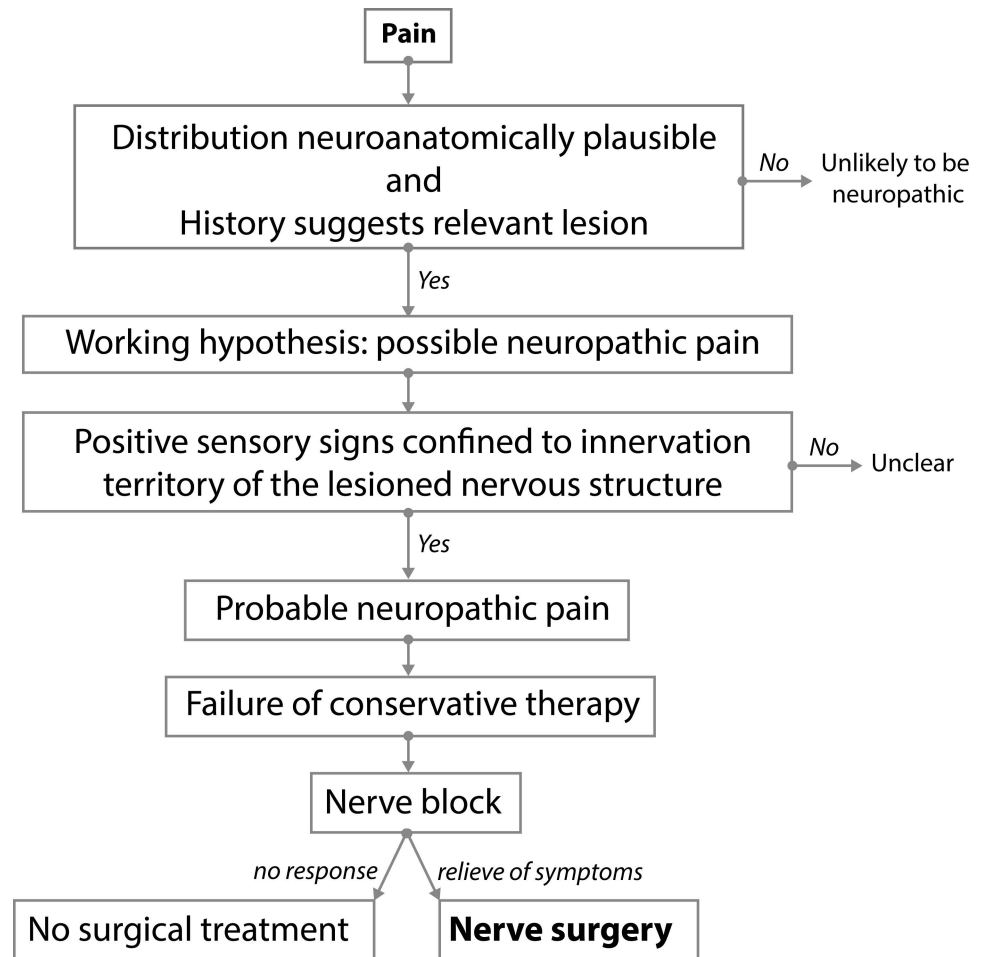 Pain
Distribution neuroanatomically plausible
and
History suggests relevant lesion
No
Unlikely to be
neuropathic
Yes
Working hypothesis: possible neuropathic pain
Positive sensory signs confined to innervation
territory of the lesioned nervous structure
No
Unclear
Yes
Probable neuropathic pain
Failure of conservative therapy
Nerve block
no response
relieve of symptoms
No surgical treatment
Nerve surgery